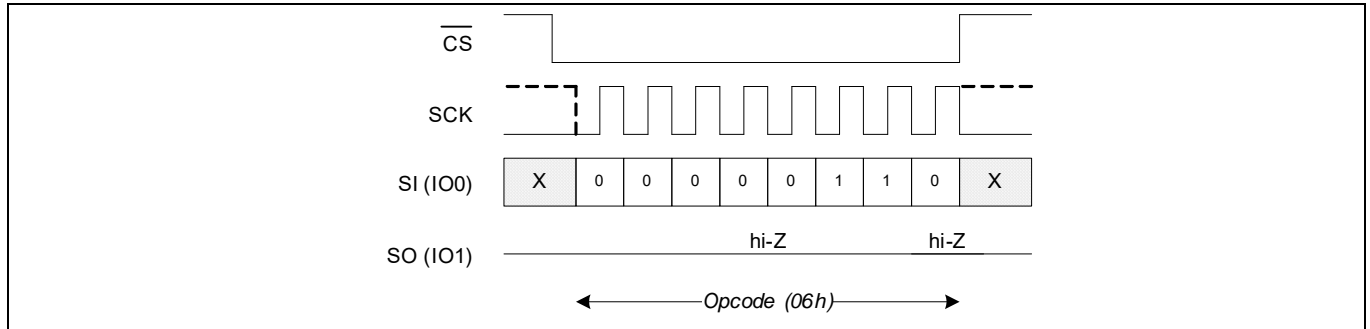 CS
SCK
SI (IO0) X 0 0 0 0 0 1 1 0 X
hi-Z hi-Z
SO (IO1)
Opcode (06h)